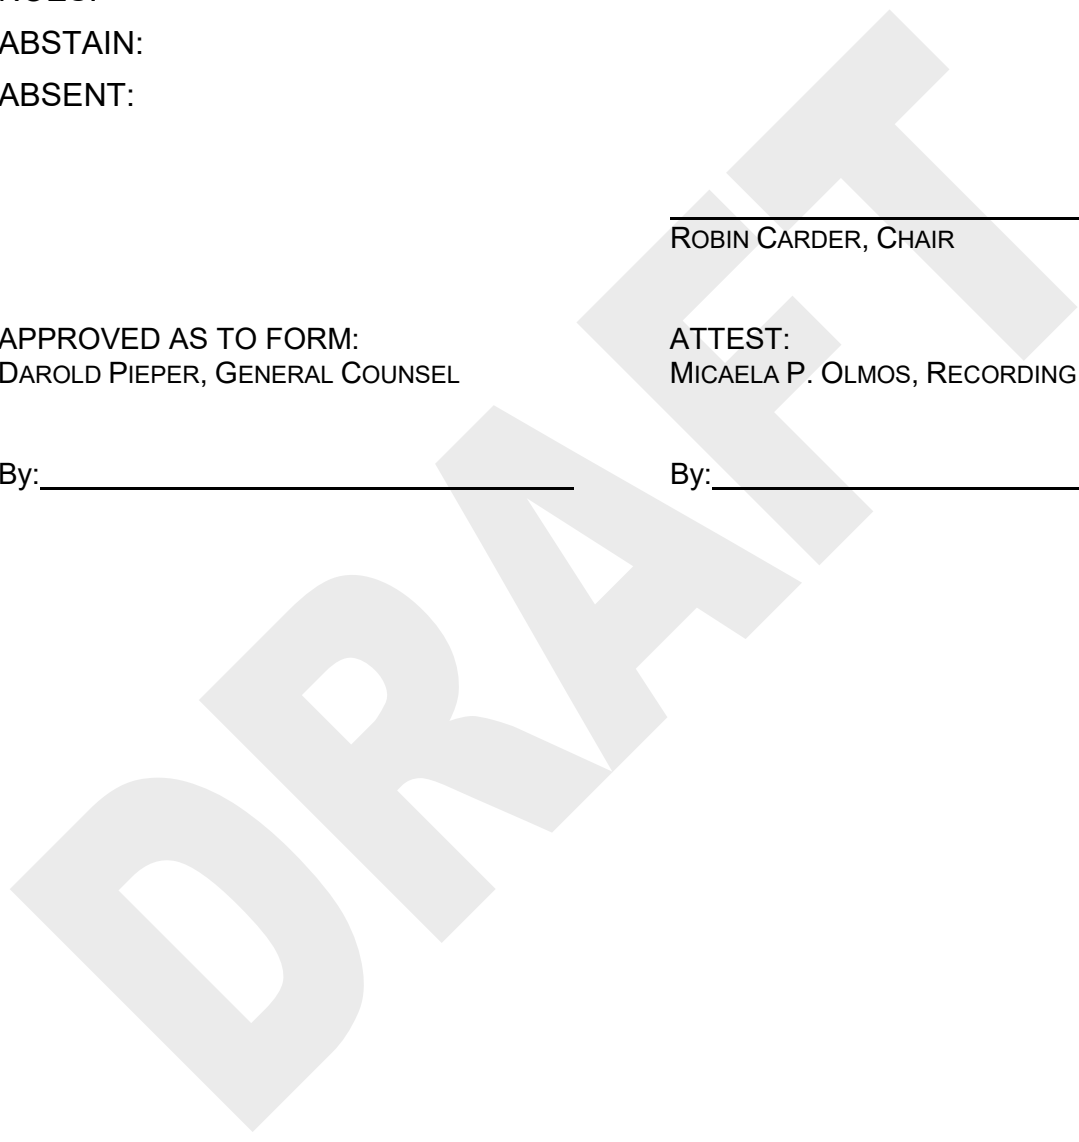 ABSTAIN:
ABSENT:
ROBIN CARDER, CHAIR
APPROVED AS TO FORM:
DAROLD PIEPER, GENERAL COUNSEL
ATTEST:
MICAELA P. OLMOS, RECORDING
By:
By:
DRAFT